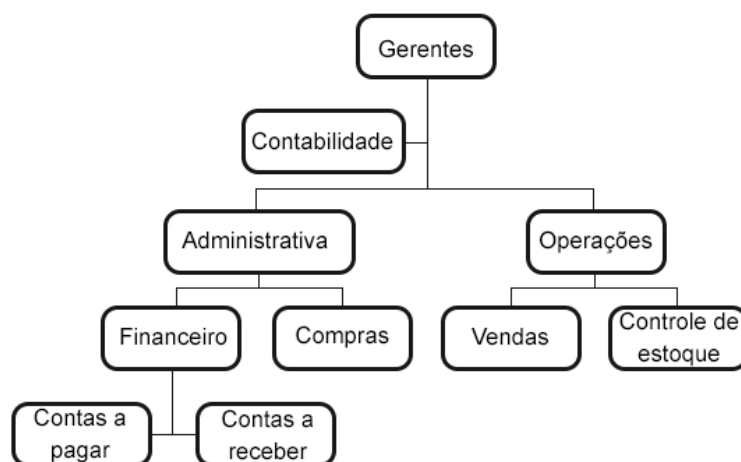 Gerentes
Contabilidade
Administrativa
Operações
Financeiro
Compras
Vendas
Controle de
estoque
Contas a
pagar
Contas a
receber